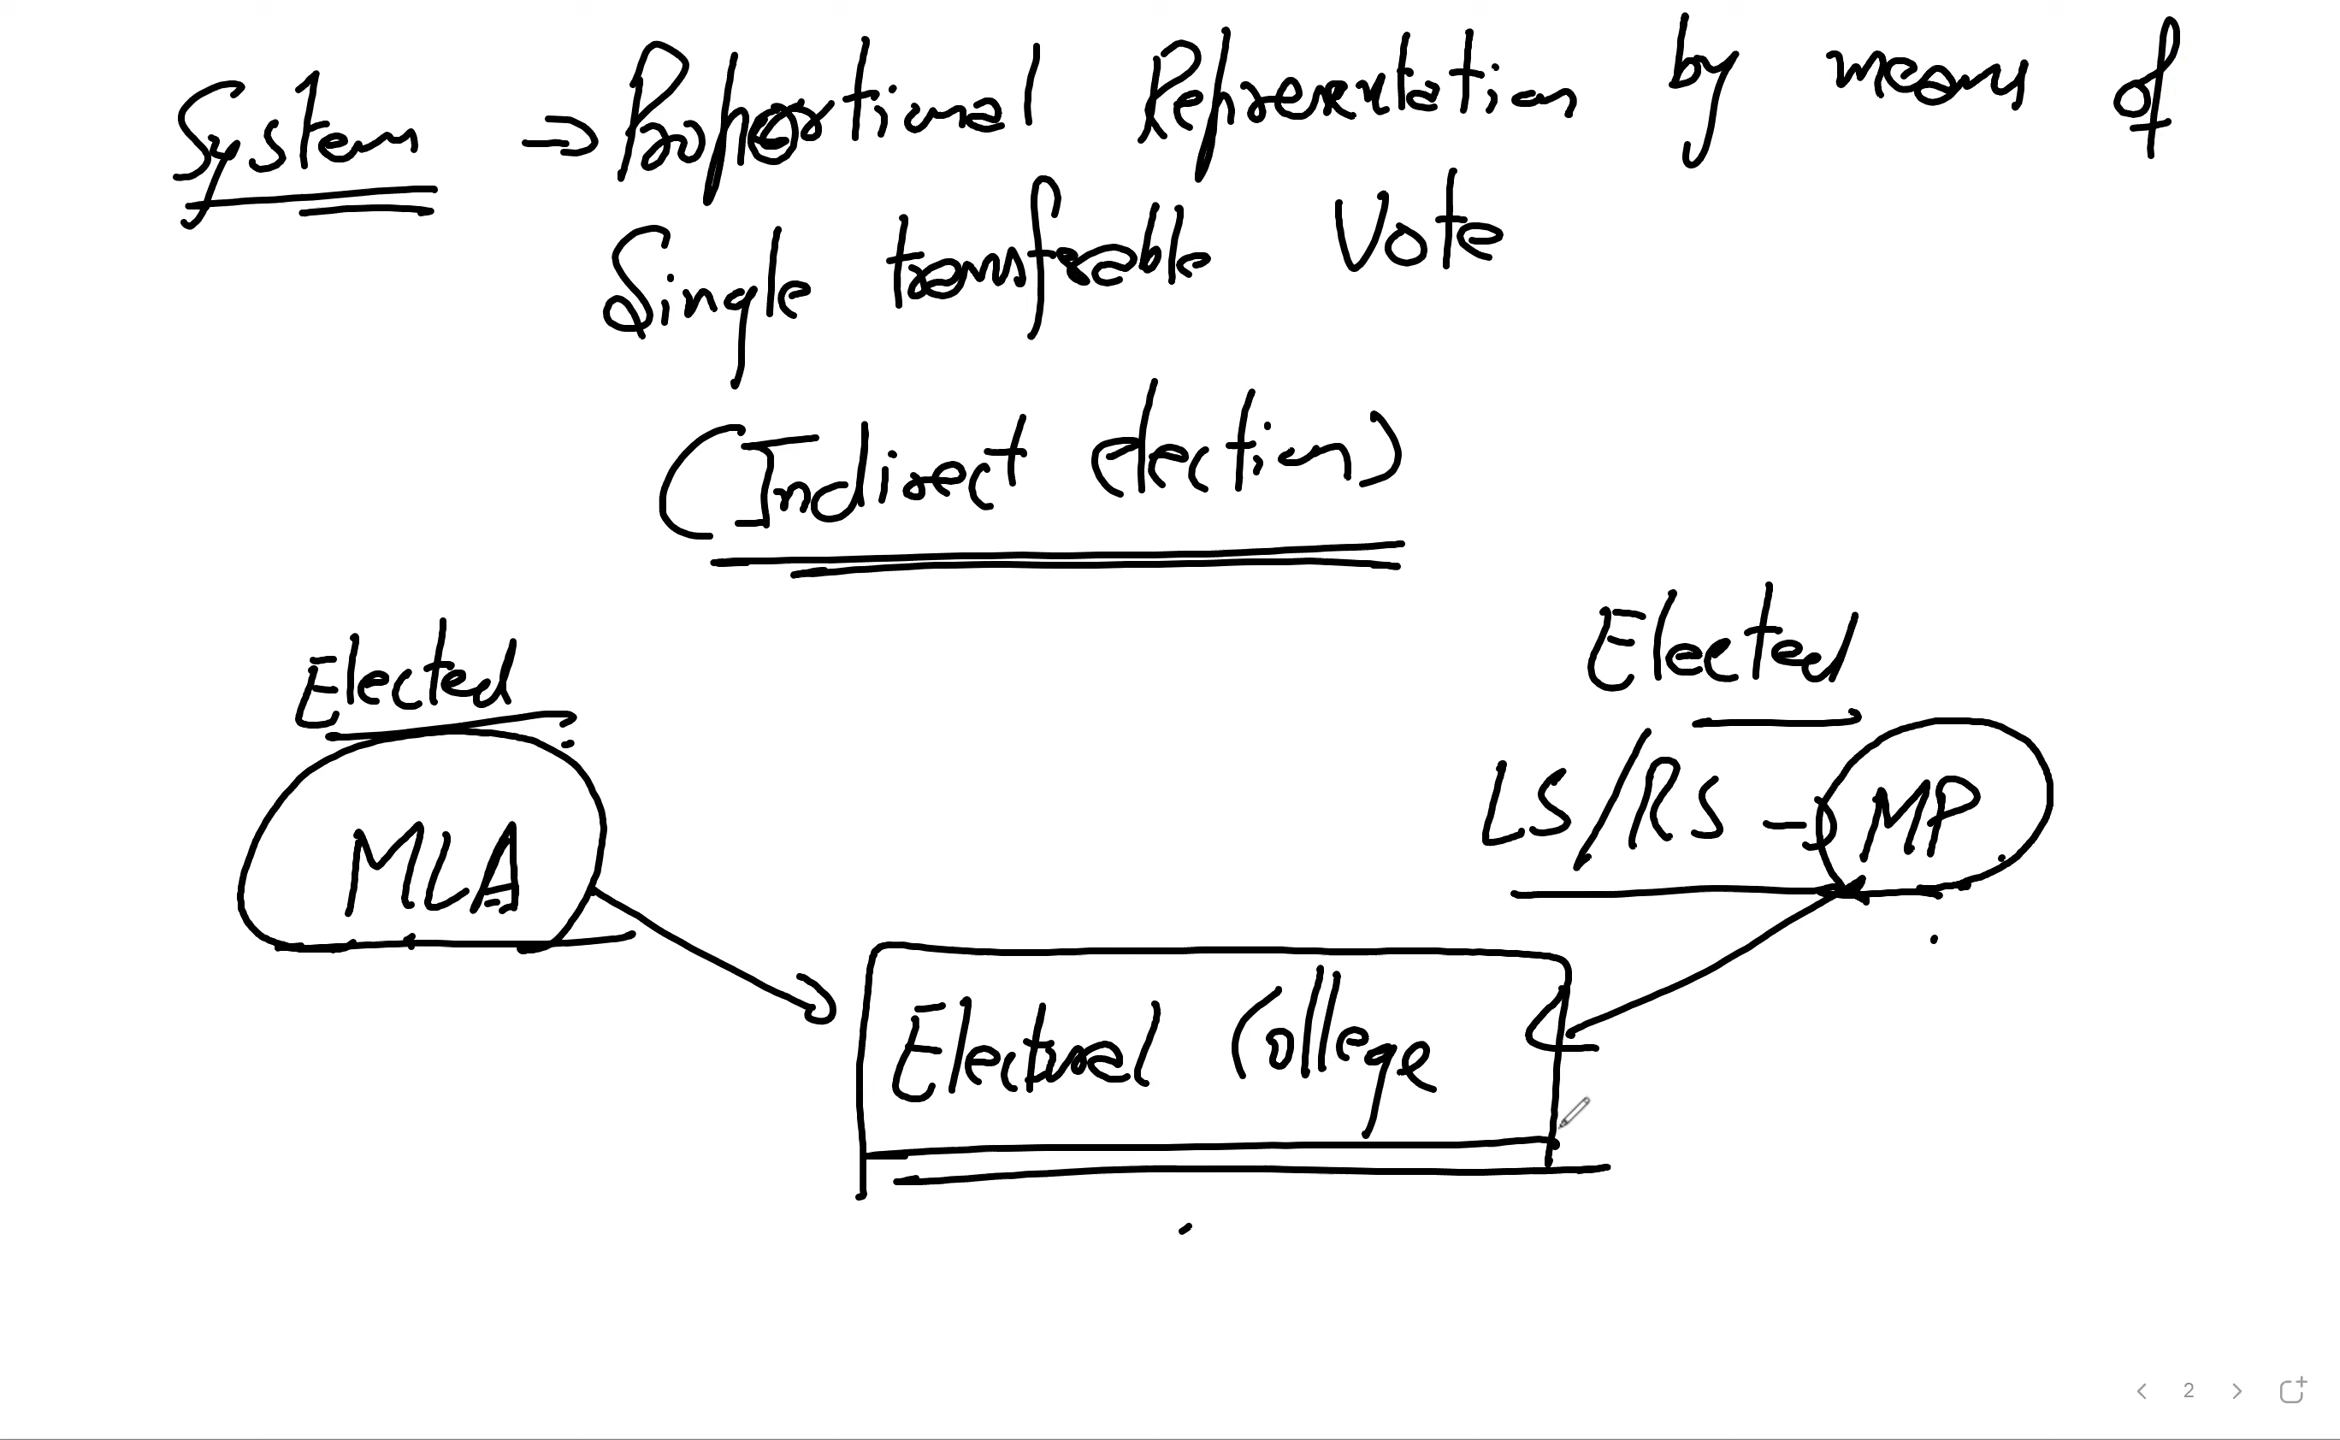 System → Proportional Representation by means of
Single transferable Vote
(Indirect election)
Elected
Elected
MLA
LS/RS → MP
Electoral College
2